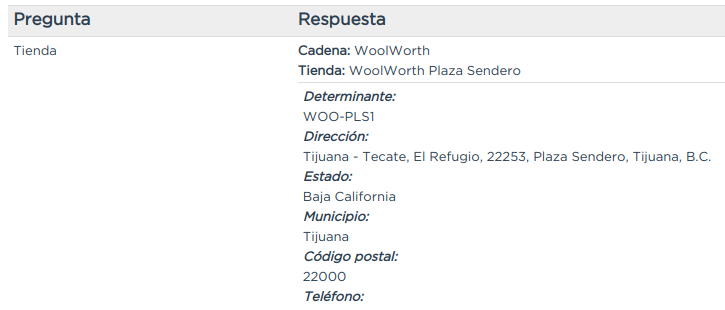 Pregunta Respuesta
Tienda Cadena: WoolWorth
Tienda: WoolWorth Plaza Sendero
Determinante:
WOO-PLS1
Dirección:
Tijuana - Tecate, El Refugio, 22253, Plaza Sendero, Tijuana, B.C.
Estado:
Baja California
Municipio:
Tijuana
Código postal:
22000
Teléfono: